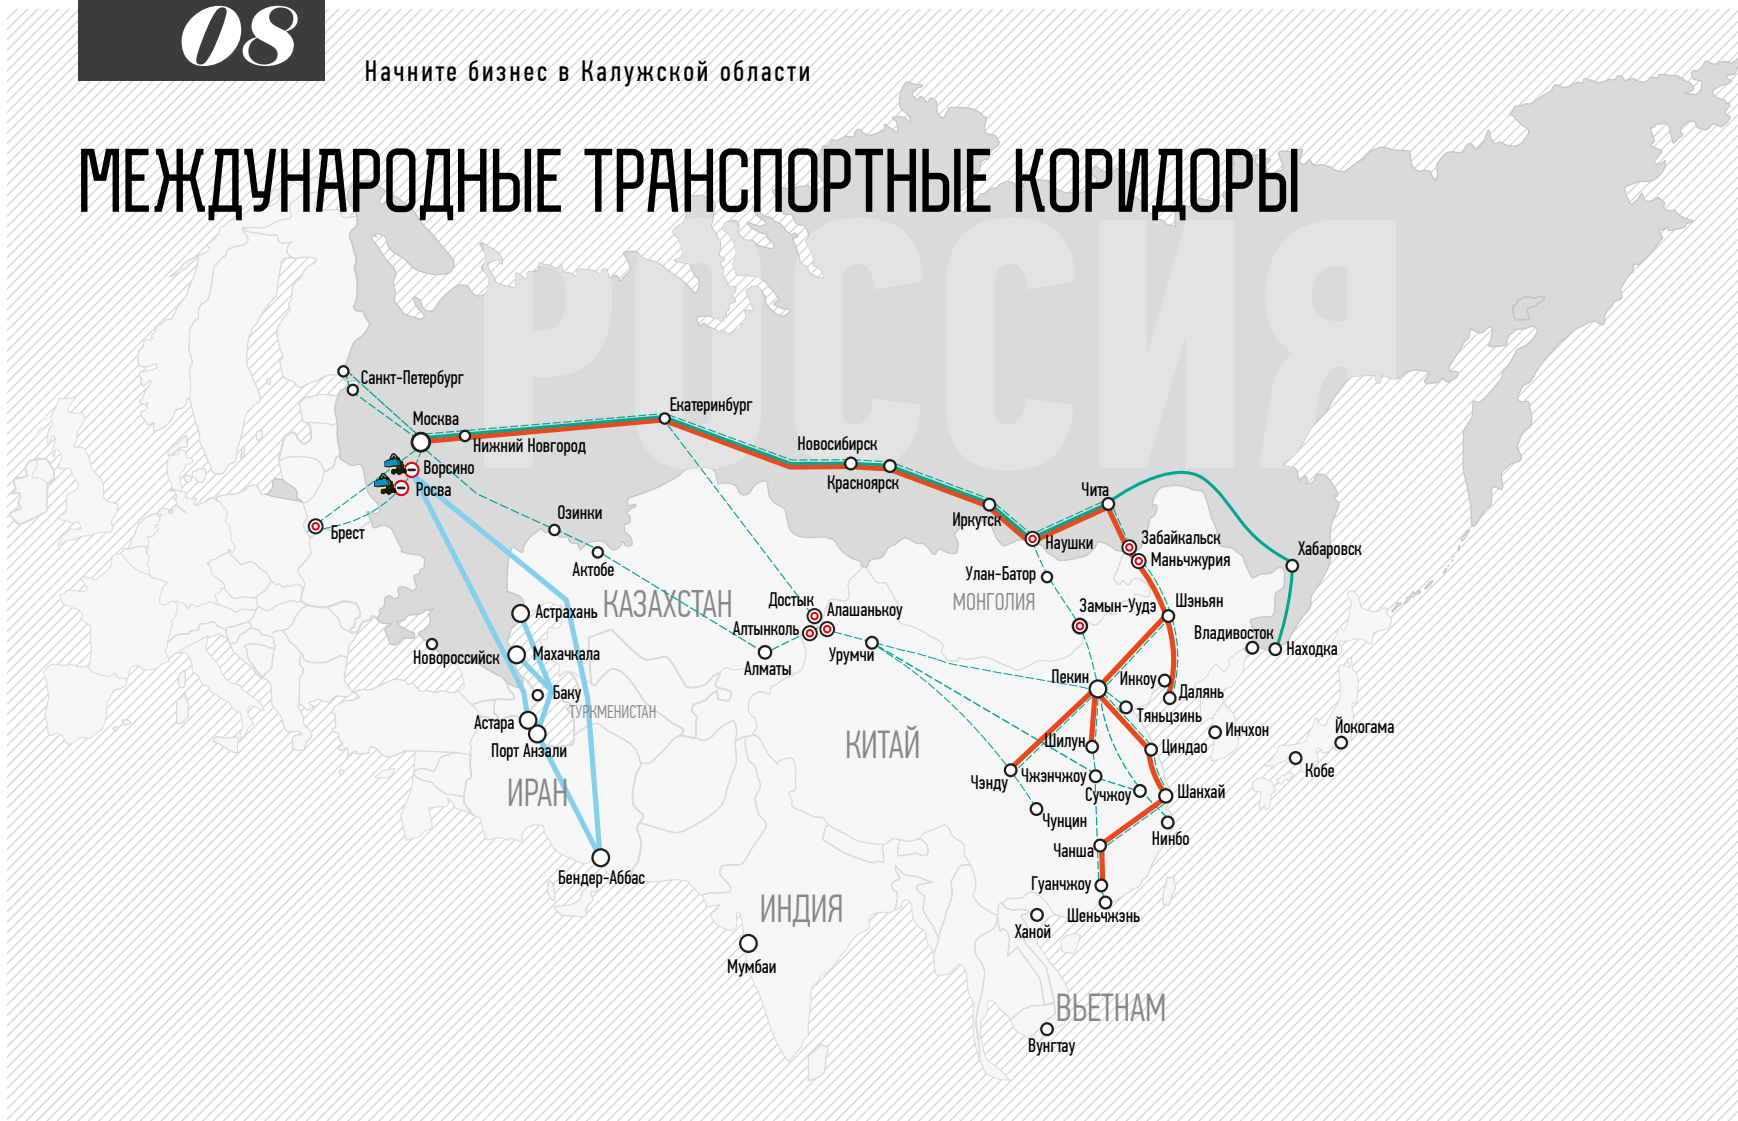 08
Начните бизнес в Калужской области
МЕЖДУНАРОДНЫЕ ТРАНСПОРТНЫЕ КОРИДОРЫ
РОССИЯ
Санкт-Петербург
Москва
Нижний Новгород
Екатеринбург
Новосибирск
Красноярск
Ворсино
Росва
Брест
Озинки
Актобе
Иркутск
Наушки
Чита
Забайкальск
Маньчжурия
Хабаровск
Улан-Батор
МОНГОЛИЯ
Замын-Уудэ
Шэньян
Владивосток
Находка
КАЗАХСТАН
Достык
Алашанькоу
Алтынколь
Урумчи
Алматы
Астрахань
Новороссийск
Махачкала
Баку
ТУРКМЕНИСТАН
Астара
Порт Анзали
ИРАН
Бендер-Аббас
Пекин
Инкоу
Далянь
Тяньцзинь
Инчхон
Йокогама
Кобе
КИТАЙ
Шилун
Циндао
Чэнду
Чжэнчжоу
Сучжоу
Шанхай
Чунцин
Нинбо
Чанша
Гуанчжоу
Шеньчжэнь
Ханой
ИНДИЯ
Мумбаи
ВЬЕТНАМ
Вунгтау